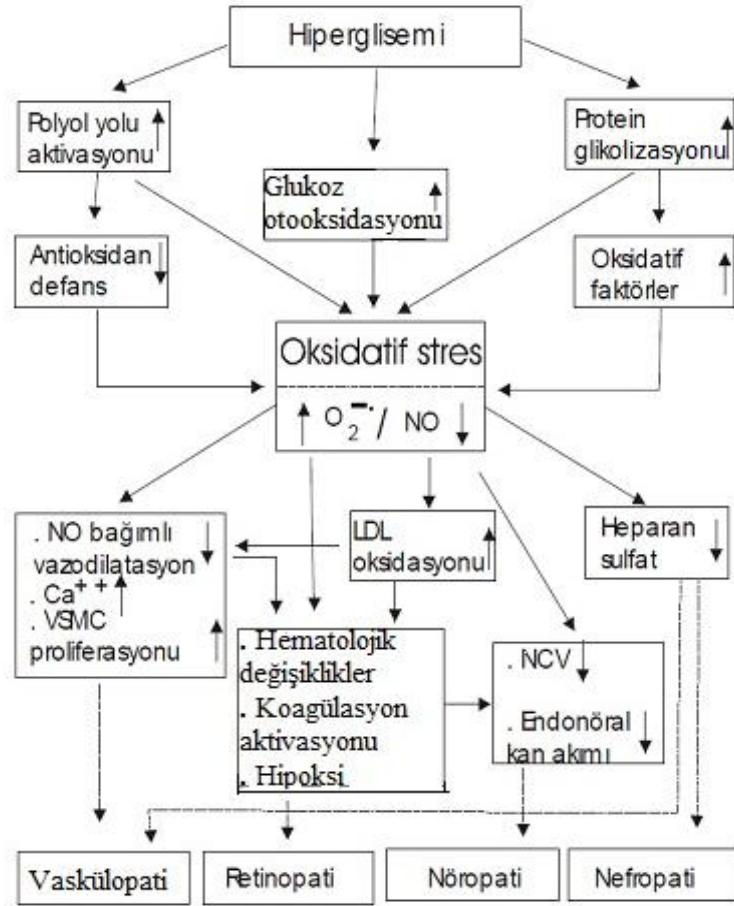 Hiperglisemi
Polyol yolu
aktivasyonu
Protein
glikolizasyonu
Glukoz
otooksidasyonu
Antioksidan
defans
Oksidatif
faktörler
Oksidatif stres
O2-. / NO
. NO bağımlı
vazodilatasyon
. Ca++
. VSMC
proliferasyonu
LDL
oksidasyonu
Heparan
sulfat
. Hematolojik
değişiklikler
. Koagülasyon
aktivasyonu
. Hipoksi
. NCV
. Endonöral
kan akımı
Vaskülopati
Retinopati
Nöropati
Nefropati